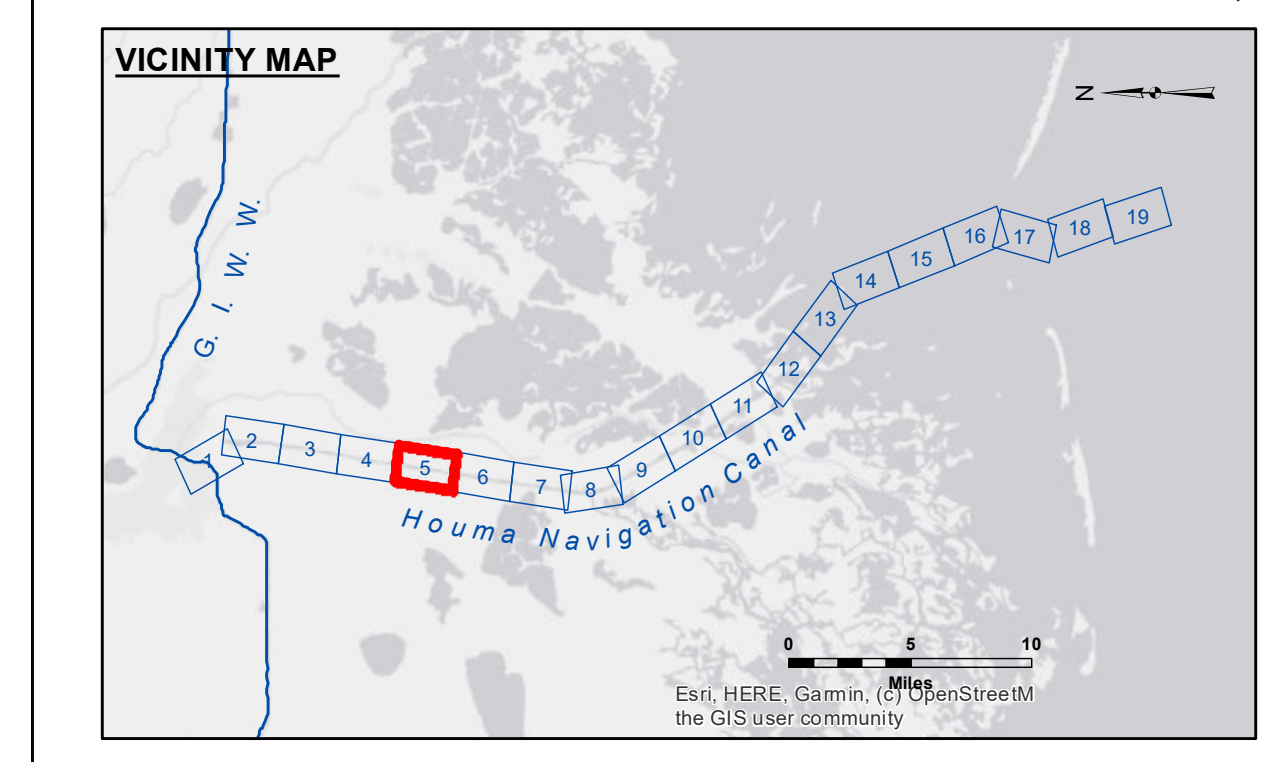 VICINITY MAP
N
G. I. W. W.
1
2
3
4
5
6
7
8
9
10
11
12
13
14
15
16
17
18
19
Houma Navigation Canal
0 5 10
Miles
Esri, HERE, Garmin, (c) OpenStreetM
the GIS user community